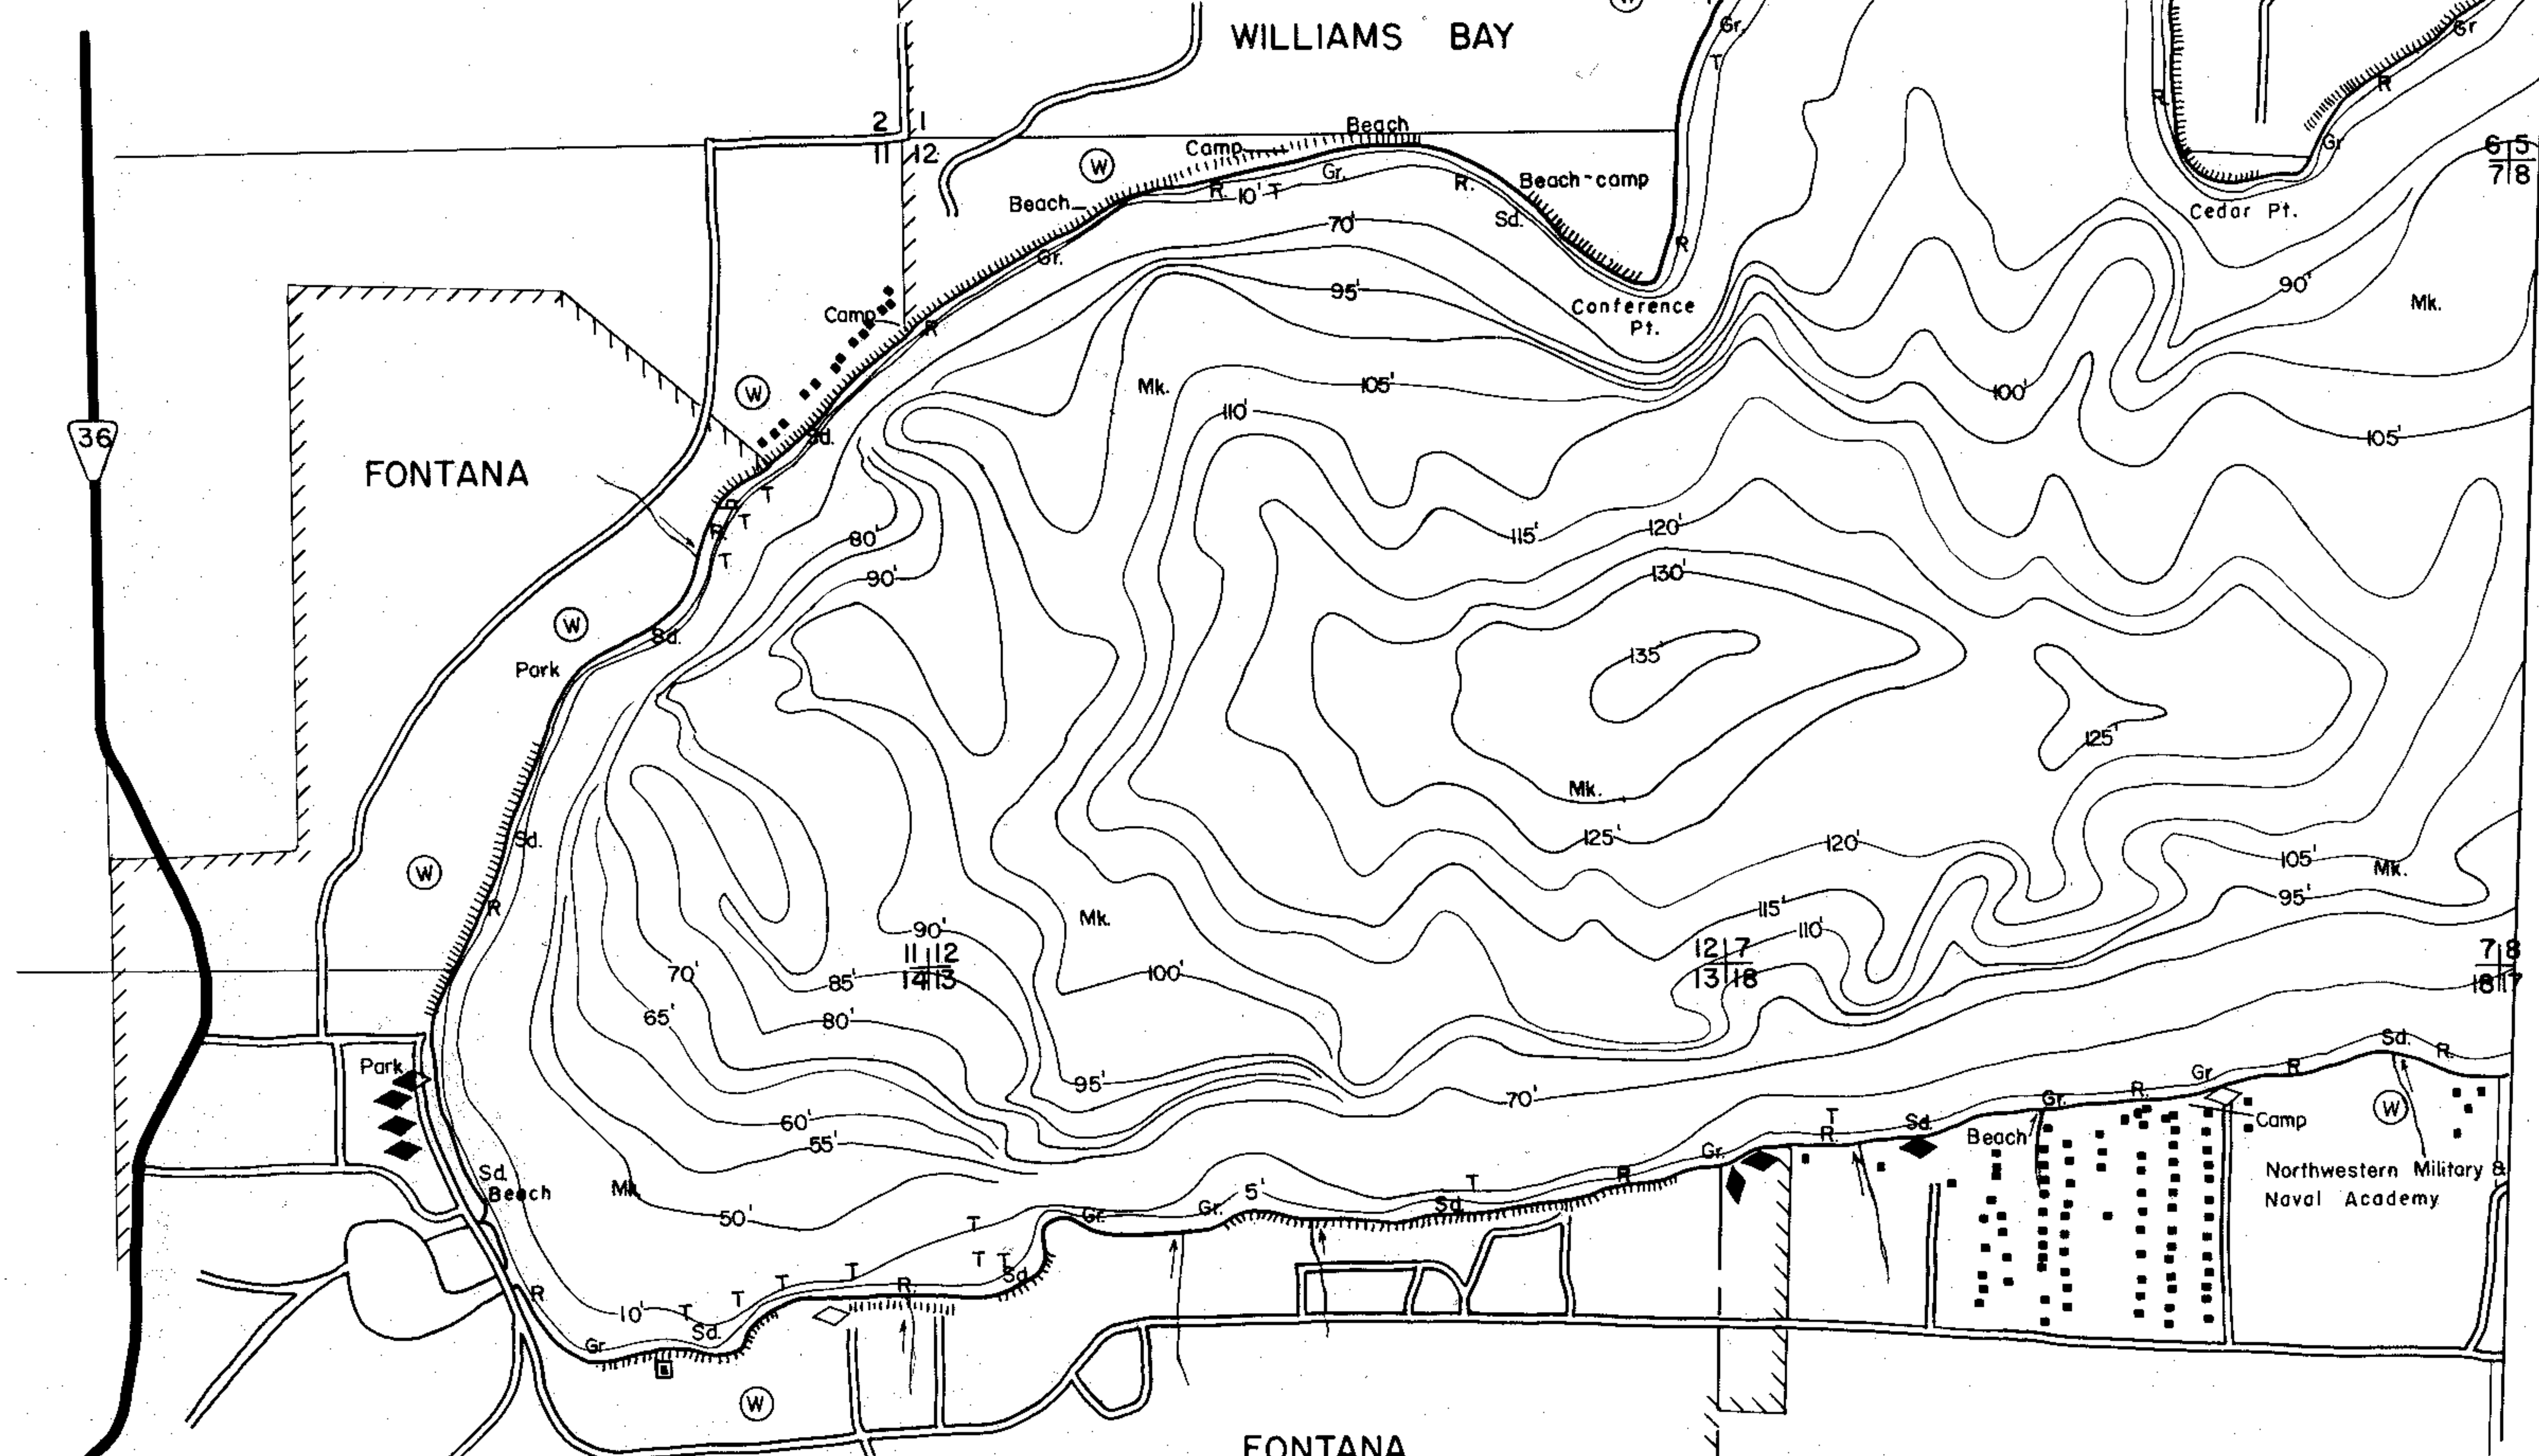 WILLIAMS BAY
W
Gr.
T
Gr
R
R.
Gr.
2 1
11 12
Beach
Camp
W
Gr.
R.
Beach-camp
R. 10' T
Beach
Sd.
6 5
7 8
Cedar Pt.
70'
R
Gr.
95'
90'
Mk.
Conference
Pt.
Camp
R
Mk.
105'
100'
W
110'
36
Sd.
105'
FONTANA
T
T
R.
80'
115'
120'
T
90'
130'
W
Sd.
135'
Park
125'
Mk.
Sd.
125'
120'
105'
Mk.
W
95'
R
Mk.
115'
90'
110'
11 12
14 13
12 7
13 18
7 8
18 17
70'
85'
100'
65'
80'
Sd.
R.
Park
95'
70'
Gr.
R
R.
Gr.
W
60'
T
R.
Sd.
Camp
55'
Beach
Gr.
Sd.
Beach
Northwestern Military &
Naval Academy
Mk.
R
T
5'
Gr.
Gr.
Sd.
50'
T
T T
Sd.
T
T
R.
R
10' T
T
Sd.
Gr.
W
FONTANA